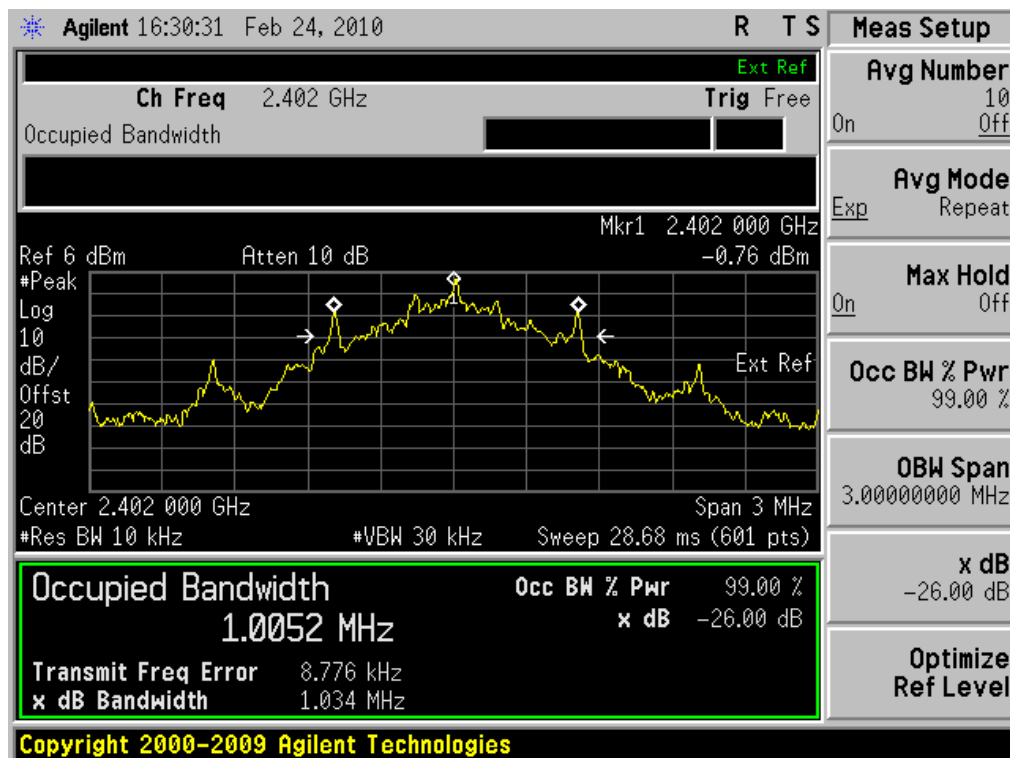 Agilent 16:30:31 Feb 24, 2010 R T S
Ext Ref
Ch Freq 2.402 GHz Trig Free
Occupied Bandwidth
Mkr1 2.402 000 GHz
Ref 6 dBm Atten 10 dB -0.76 dBm
#Peak
Log
10
dB/
Offst
20
dB
1
Ext Ref
Center 2.402 000 GHz Span 3 MHz
#Res BW 10 kHz #VBW 30 kHz Sweep 28.68 ms (601 pts)
Occupied Bandwidth
1.0052 MHz
Occ BW % Pwr 99.00 %
x dB -26.00 dB
Transmit Freq Error 8.776 kHz
x dB Bandwidth 1.034 MHz
Copyright 2000-2009 Agilent Technologies
Meas Setup
Avg Number
10
On Off
Avg Mode
Exp Repeat
Max Hold
On Off
Occ BW % Pwr
99.00 %
OBW Span
3.00000000 MHz
x dB
-26.00 dB
Optimize
Ref Level